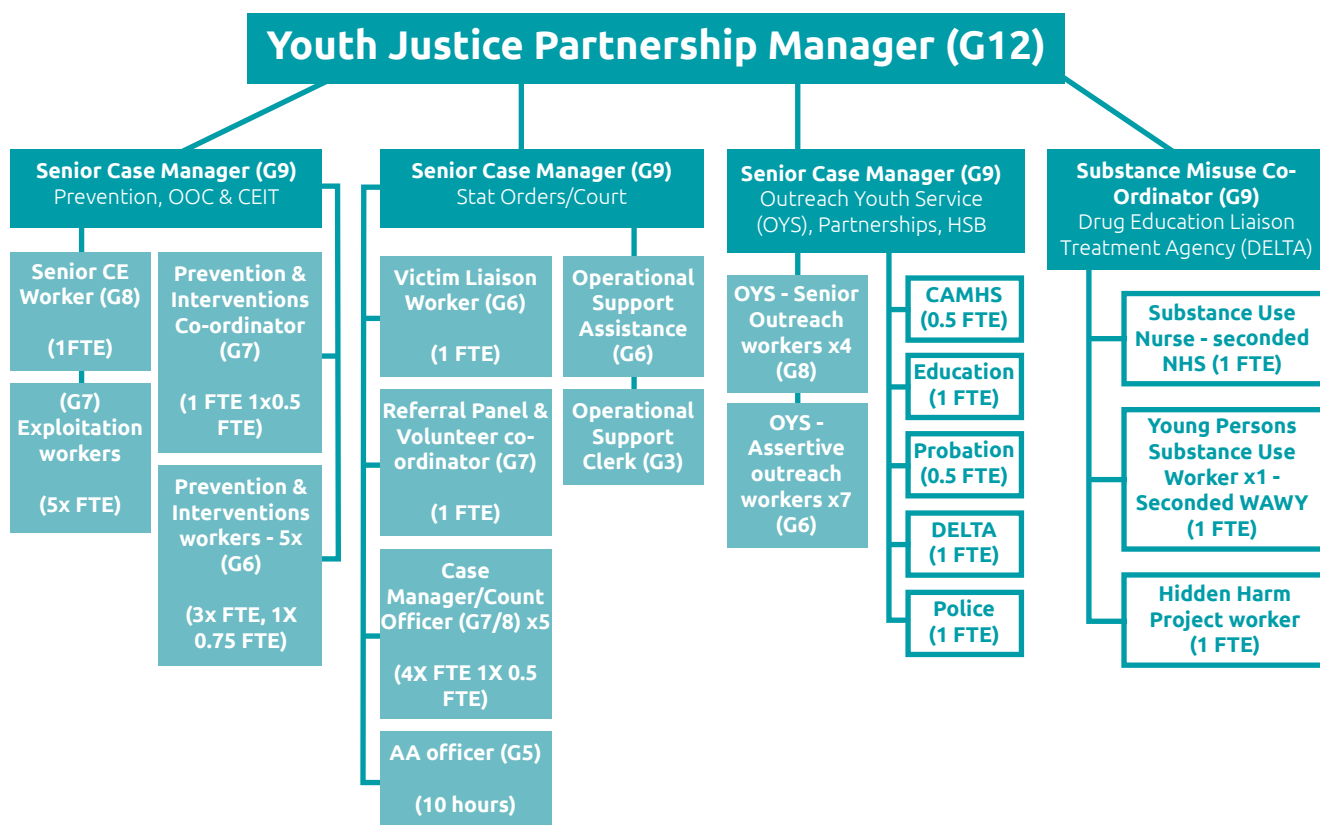 Youth Justice Partnership Manager (G12)
Senior Case Manager (G9)
Prevention, OOC & CEIT
Senior CE
Worker (G8)
(1FTE)
(G7)
Exploitation
workers
(5x FTE)
Prevention &
Interventions
Co-ordinator
(G7)
(1 FTE 1x0.5
FTE)
Prevention &
Interventions
workers - 5x
(G6)
(3x FTE, 1X
0.75 FTE)
Senior Case Manager (G9)
Stat Orders/Court
Victim Liaison
Worker (G6)
(1 FTE)
Referral Panel &
Volunteer co-
ordinator (G7)
(1 FTE)
Case
Manager/Count
Officer (G7/8) x5
(4X FTE 1X 0.5
FTE)
AA officer (G5)
(10 hours)
Operational
Support
Assistance
(G6)
Operational
Support
Clerk (G3)
Senior Case Manager (G9)
Outreach Youth Service
(OYS), Partnerships, HSB
OYS - Senior
Outreach
workers x4
(G8)
OYS -
Assertive
outreach
workers x7
(G6)
CAMHS
(0.5 FTE)
Education
(1 FTE)
Probation
(0.5 FTE)
DELTA
(1 FTE)
Police
(1 FTE)
Substance Misuse Co-
Ordinator (G9)
Drug Education Liaison
Treatment Agency (DELTA)
Substance Use
Nurse - seconded
NHS (1 FTE)
Young Persons
Substance Use
Worker x1 -
Seconded WAWY
(1 FTE)
Hidden Harm
Project worker
(1 FTE)